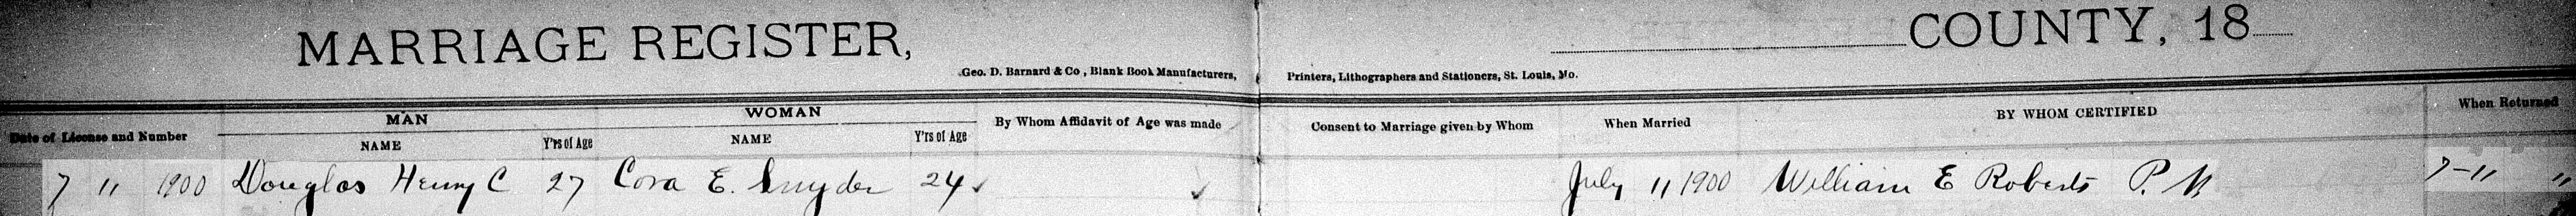 MARRIAGE REGISTER, COUNTY, 18
Geo. D. Barnard & Co., Blank Book Manufacturers, Printers, Lithographers and Stationers, St. Louis, Mo.
Date of License and Number
MAN
NAME
Y'rs of Age
WOMAN
NAME
Y'rs of Age
By Whom Affidavit of Age was made
Consent to Marriage given by Whom
When Married
BY WHOM CERTIFIED
When Returned
7 11 1900 Douglas Henry C 27 Cora E. Snyder 24 ✓ ✓ July 11 1900 William E Roberts P. M 7-11 "